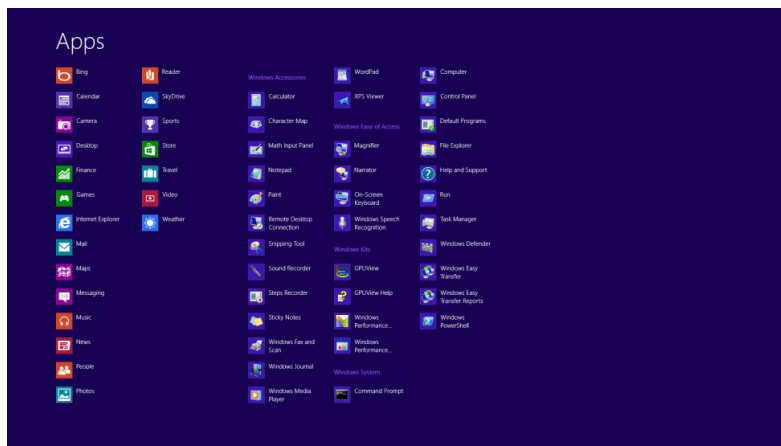 Apps
Bing
Calendar
Camera
Desktop
Finance
Games
Internet Explorer
Mail
Maps
Messaging
Music
News
People
Photos
Reader
SkyDrive
Sports
Store
Travel
Video
Weather
Windows Accessories
Calculator
Character Map
Math Input Panel
Notepad
Paint
Remote Desktop
Connection
Snipping Tool
Sound Recorder
Steps Recorder
Sticky Notes
Windows Fax and
Scan
Windows Journal
Windows Media
Player
WordPad
XPS Viewer
Windows Ease of Access
Magnifier
Narrator
On-Screen
Keyboard
Windows Speech
Recognition
Windows Kits
GPUView
GPUView Help
Windows
Performance...
Windows
Performance...
Windows System
Command Prompt
Computer
Control Panel
Default Programs
File Explorer
Help and Support
Run
Task Manager
Windows Defender
Windows Easy
Transfer
Windows Easy
Transfer Reports
Windows
PowerShell